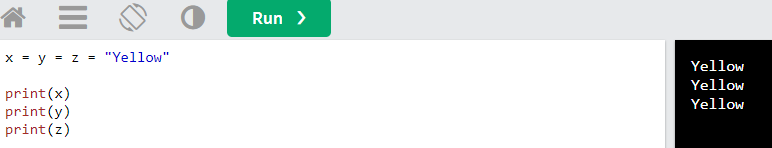 Run ❯
x = y = z = "Yellow"
print(x)
print(y)
print(z)
Yellow
Yellow
Yellow